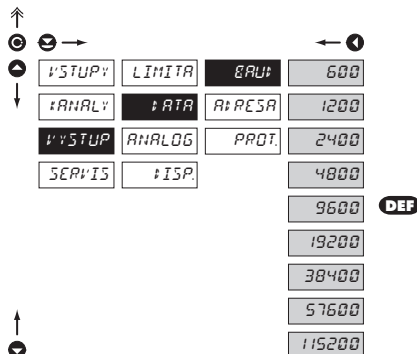 VSTUPY LIMITA BAUD 600
KANALY DATA ADRESA 1200
VYSTUP ANALOG PROT. 2400
SERVIS DISP. 4800
9600 DEF
19200
38400
57600
115200